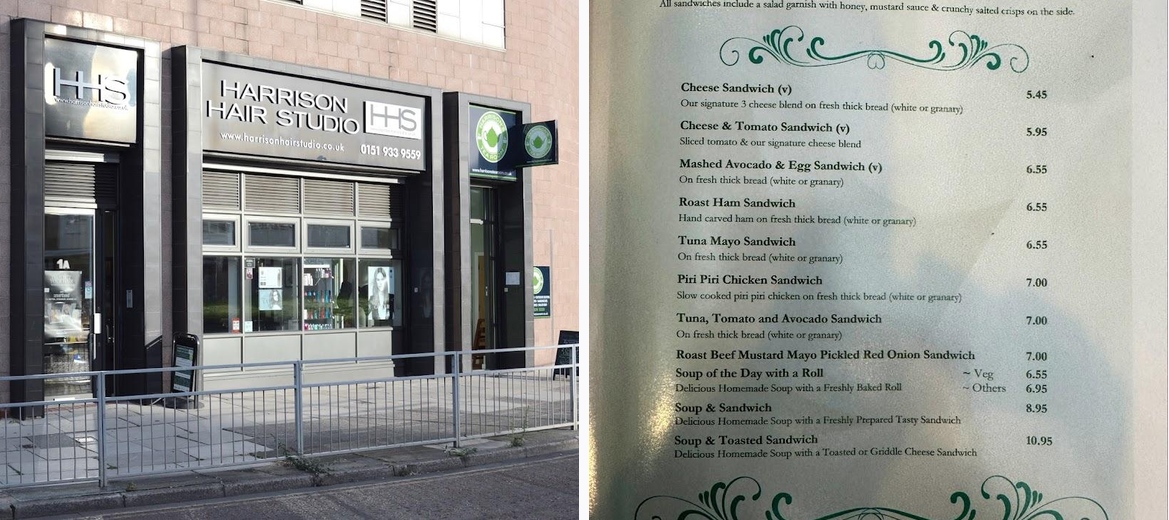 HHS
HARRISON
HAIR STUDIO
HHS
www.harrisonhairstudio.co.uk
0151 933 9559
1A
All sandwiches include a salad garnish with honey, mustard sauce & crunchy salted crisps on the side.
Cheese Sandwich (v) 5.45
Our signature 3 cheese blend on fresh thick bread (white or granary)
Cheese & Tomato Sandwich (v) 5.95
Sliced tomato & our signature cheese blend
Mashed Avocado & Egg Sandwich (v) 6.55
On fresh thick bread (white or granary)
Roast Ham Sandwich 6.55
Hand carved ham on fresh thick bread (white or granary)
Tuna Mayo Sandwich 6.55
On fresh thick bread (white or granary)
Piri Piri Chicken Sandwich 7.00
Slow cooked piri piri chicken on fresh thick bread (white or granary)
Tuna, Tomato and Avocado Sandwich 7.00
On fresh thick bread (white or granary)
Roast Beef Mustard Mayo Pickled Red Onion Sandwich 7.00
Soup of the Day with a Roll ~ Veg 6.55
Delicious Homemade Soup with a Freshly Baked Roll ~ Others 6.95
Soup & Sandwich 8.95
Delicious Homemade Soup with a Freshly Prepared Tasty Sandwich
Soup & Toasted Sandwich 10.95
Delicious Homemade Soup with a Toasted or Griddle Cheese Sandwich